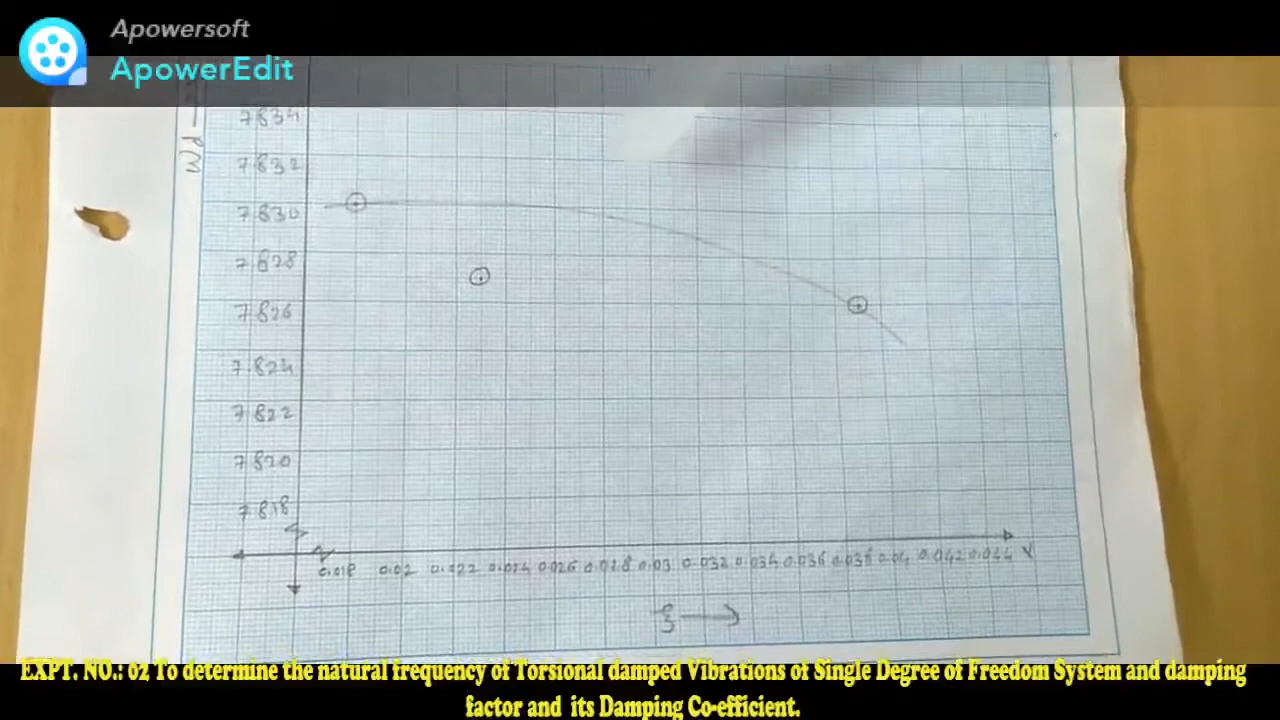 Apowersoft
ApowerEdit
7.834
7.832
7.830
7.828
7.826
7.824
7.822
7.820
7.818
0.018 0.02 0.022 0.024 0.026 0.028 0.03 0.032 0.034 0.036 0.038 0.04 0.042 0.044 X
ξ
EXPT. NO.: 02 To determine the natural frequency of Torsional damped Vibrations of Single Degree of Freedom System and damping
factor and its Damping Co-efficient.